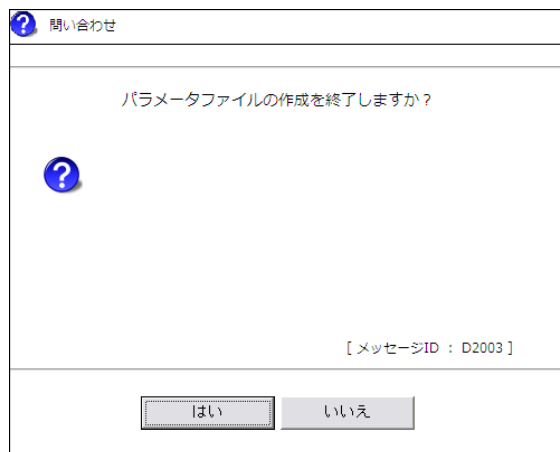 問い合わせ
パラメータファイルの作成を終了しますか？
[ メッセージID ： D2003 ]
はい
いいえ